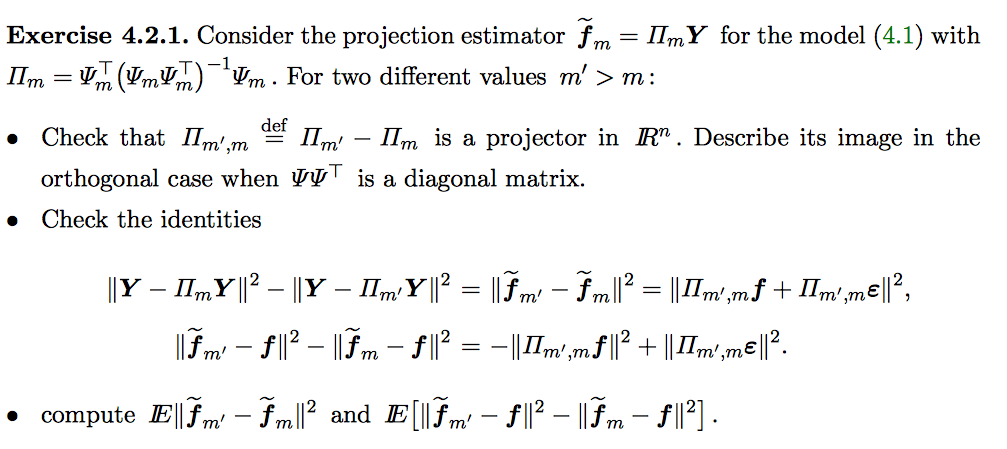 Exercise 4.2.1. Consider the projection estimator f̃_m = Π_m Y for the model (4.1) with
Π_m = Ψ_m^⊤(Ψ_mΨ_m^⊤)^{-1}Ψ_m. For two different values m′ > m:
• Check that Π_{m′,m} def= Π_{m′} − Π_m is a projector in ℝ^n. Describe its image in the
orthogonal case when ΨΨ^⊤ is a diagonal matrix.
• Check the identities
‖Y − Π_mY‖² − ‖Y − Π_{m′}Y‖² = ‖f̃_{m′} − f̃_m‖² = ‖Π_{m′,m}f + Π_{m′,m}ε‖²,
‖f̃_{m′} − f‖² − ‖f̃_m − f‖² = −‖Π_{m′,m}f‖² + ‖Π_{m′,m}ε‖².
• compute 𝔼‖f̃_{m′} − f̃_m‖² and 𝔼[‖f̃_{m′} − f‖² − ‖f̃_m − f‖²].